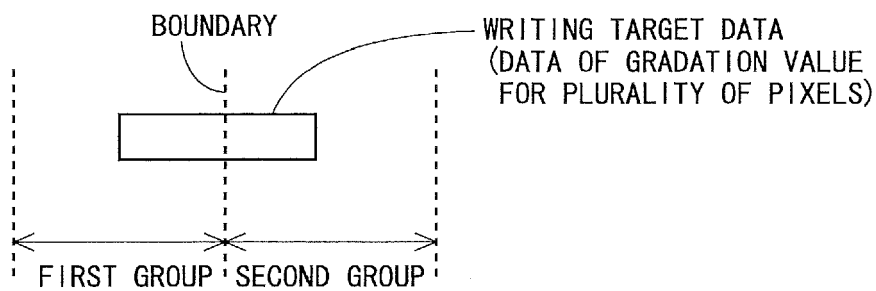 BOUNDARY
WRITING TARGET DATA
(DATA OF GRADATION VALUE
FOR PLURALITY OF PIXELS)
FIRST GROUP
SECOND GROUP